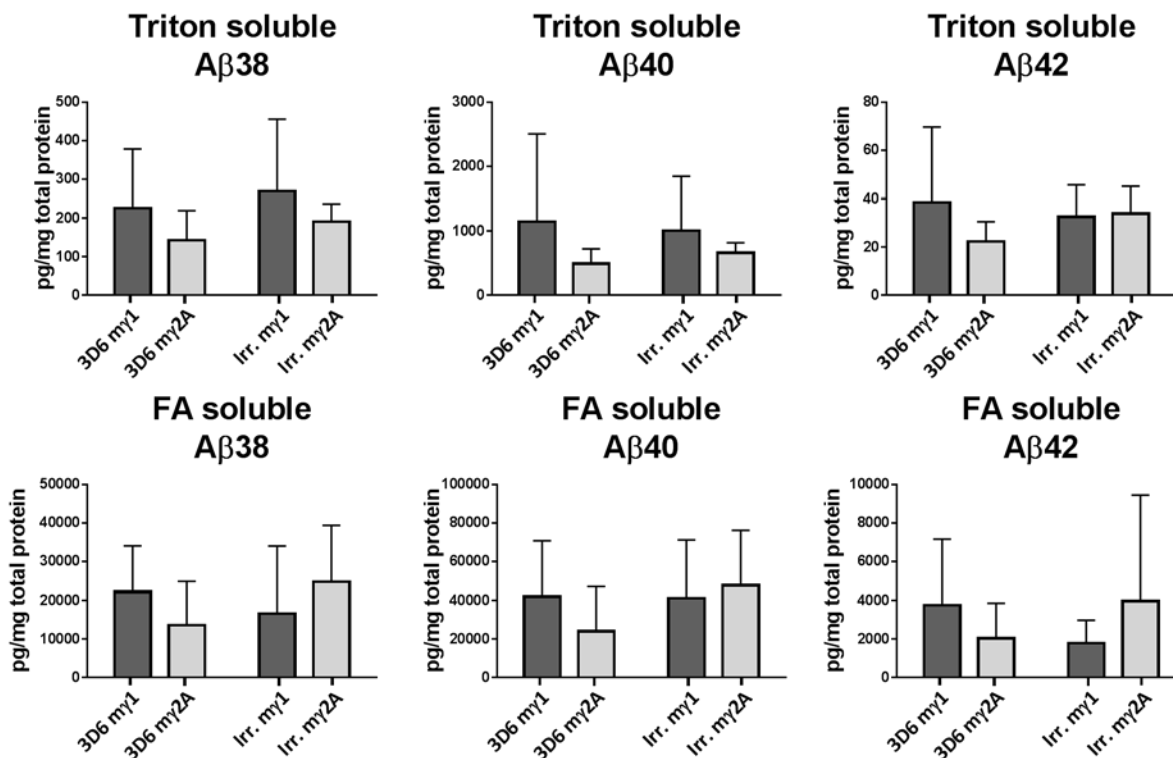 Triton soluble
Aβ38
pg/mg total protein
500
400
300
200
100
0
3D6 mγ1
3D6 mγ2A
Irr. mγ1
Irr. mγ2A
Triton soluble
Aβ40
pg/mg total protein
3000
2000
1000
0
3D6 mγ1
3D6 mγ2A
Irr. mγ1
Irr. mγ2A
Triton soluble
Aβ42
pg/mg total protein
80
60
40
20
0
3D6 mγ1
3D6 mγ2A
Irr. mγ1
Irr. mγ2A
FA soluble
Aβ38
pg/mg total protein
50000
40000
30000
20000
10000
0
3D6 mγ1
3D6 mγ2A
Irr. mγ1
Irr. mγ2A
FA soluble
Aβ40
pg/mg total protein
100000
80000
60000
40000
20000
0
3D6 mγ1
3D6 mγ2A
Irr. mγ1
Irr. mγ2A
FA soluble
Aβ42
pg/mg total protein
10000
8000
6000
4000
2000
0
3D6 mγ1
3D6 mγ2A
Irr. mγ1
Irr. mγ2A